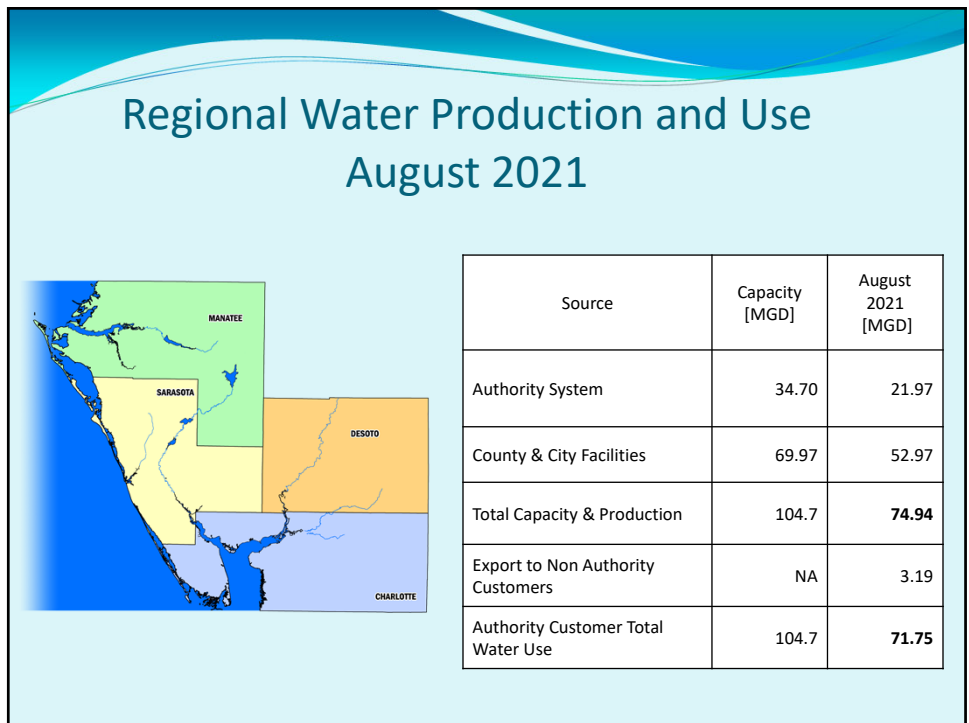 Regional Water Production and Use
August 2021
MANATEE
SARASOTA
DESOTO
CHARLOTTE
Source
Capacity
[MGD]
August
2021
[MGD]
Authority System
34.70
21.97
County & City Facilities
69.97
52.97
Total Capacity & Production
104.7
74.94
Export to Non Authority
Customers
NA
3.19
Authority Customer Total
Water Use
104.7
71.75